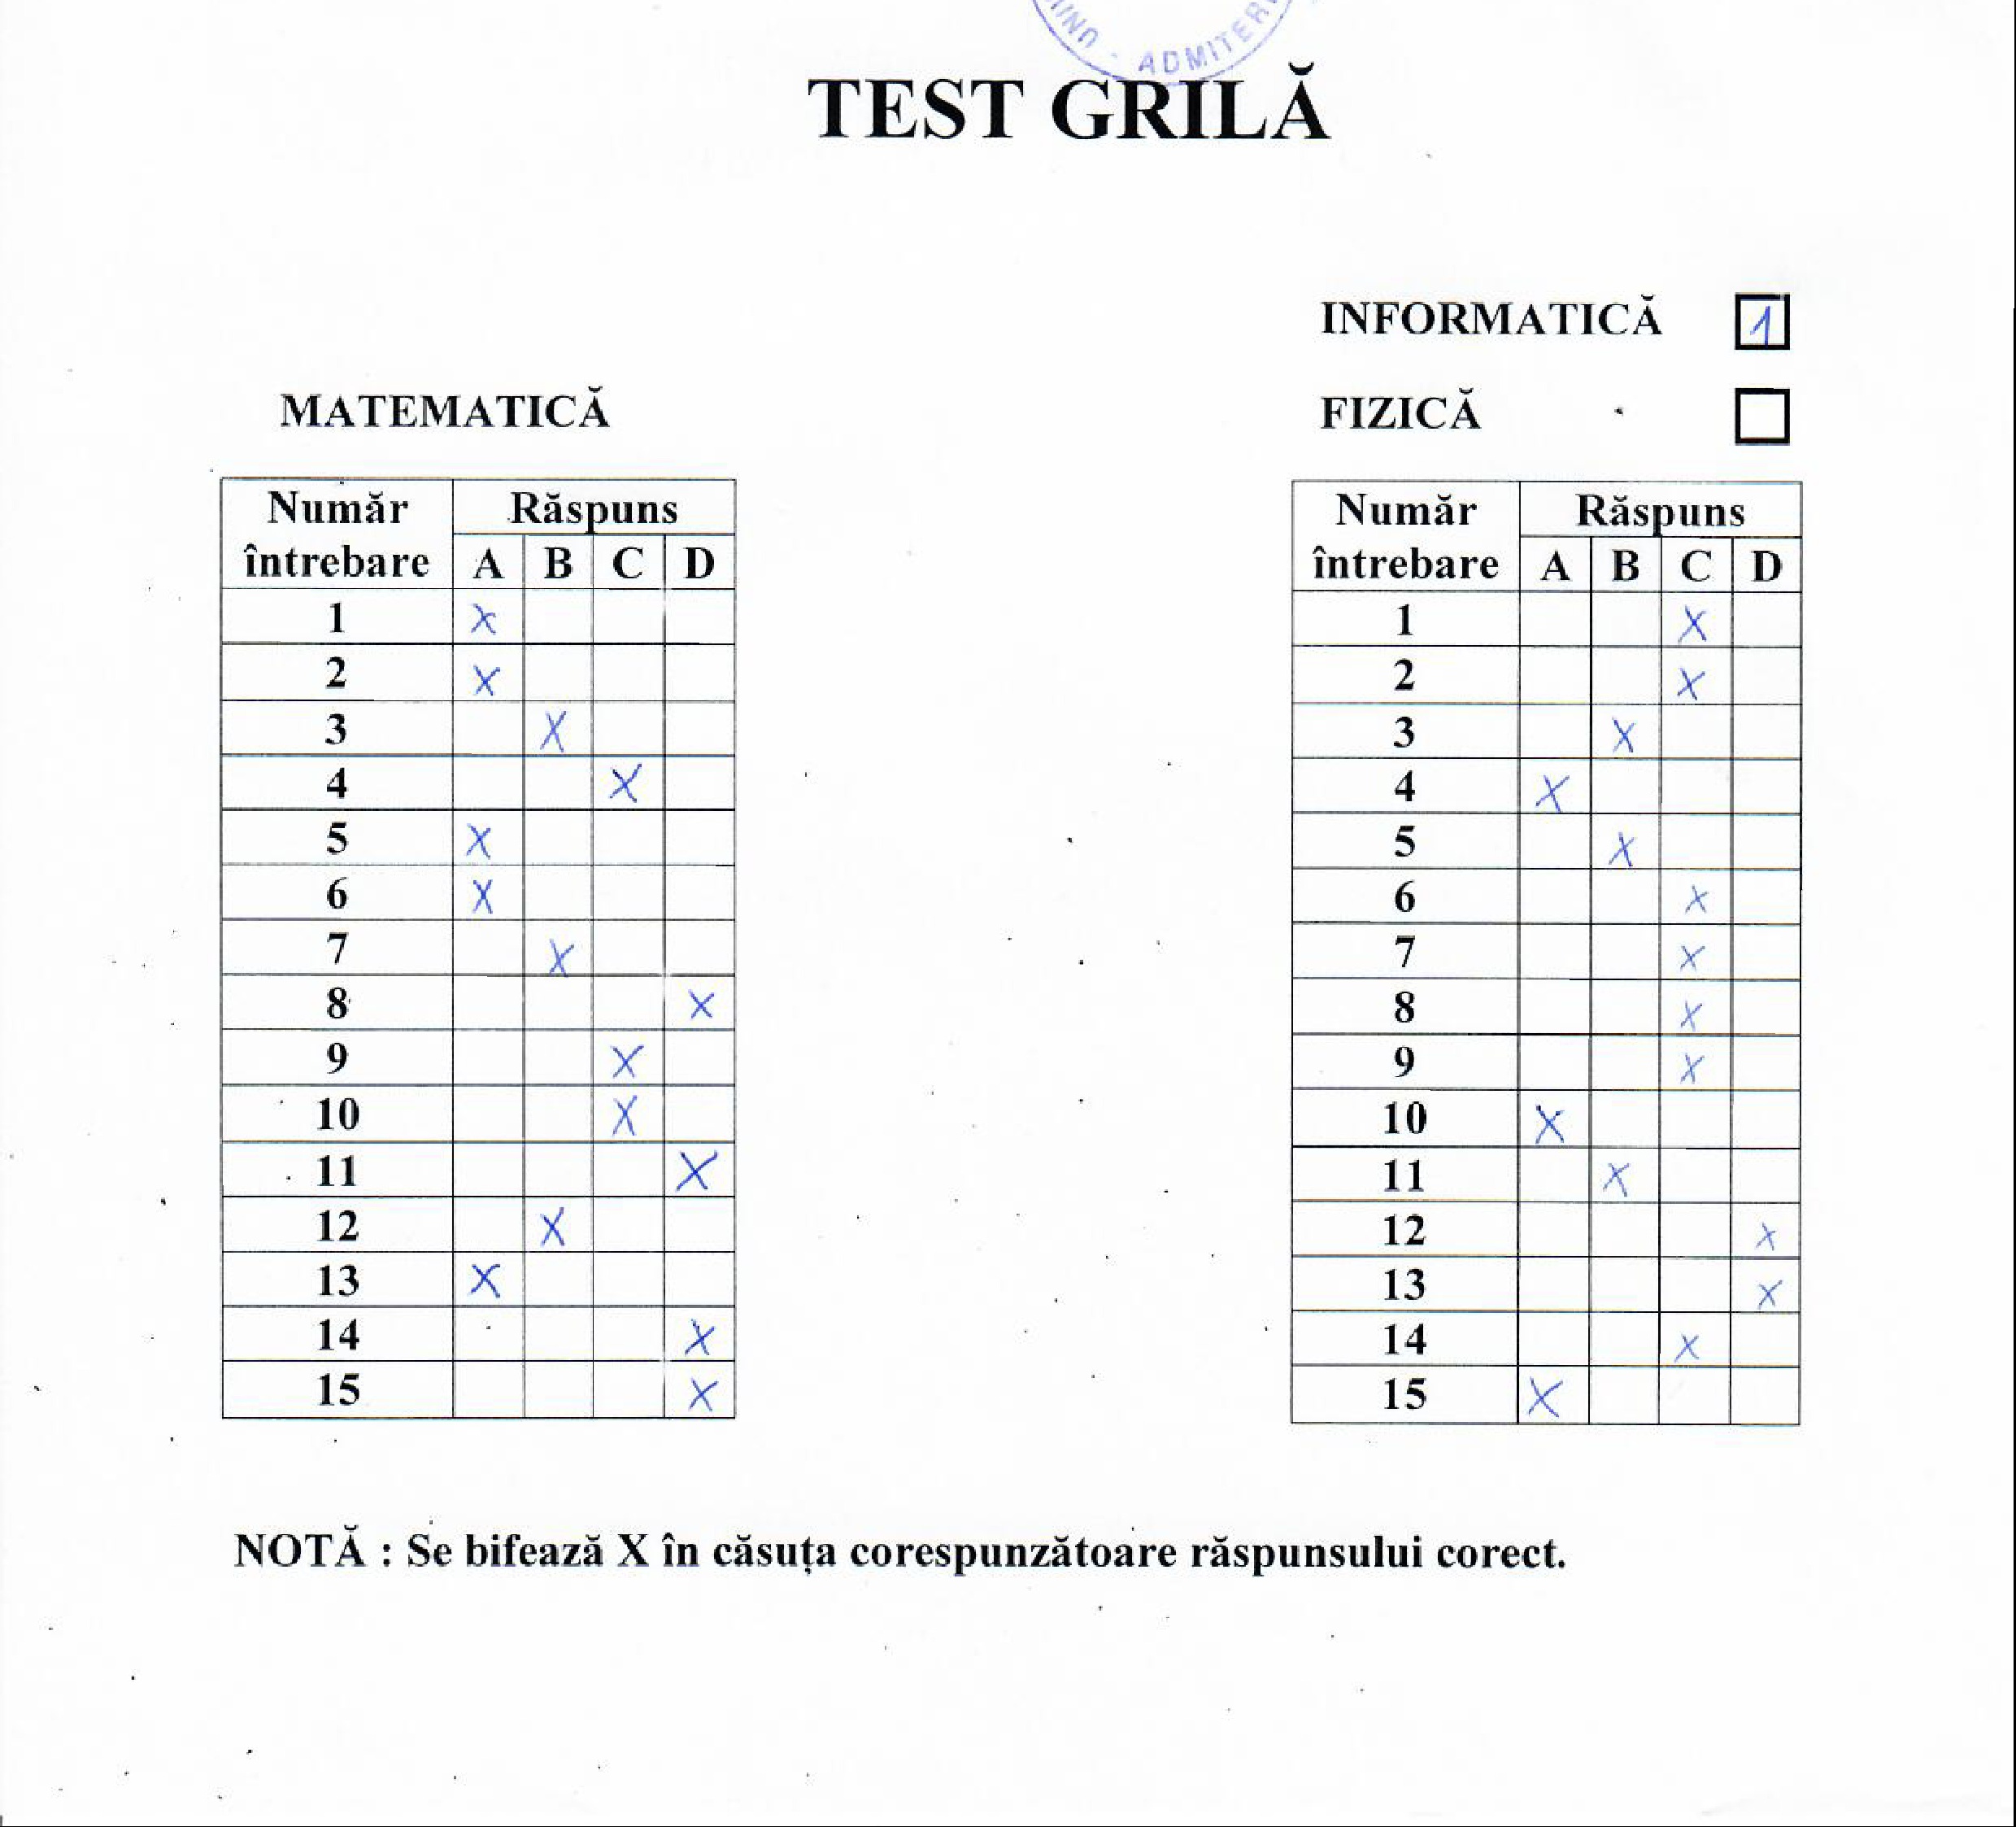 ADMITERE
TEST GRILĂ
INFORMATICĂ 1
MATEMATICĂ
FIZICĂ
Număr întrebare Răspuns
A B C D
1 X
2 X
3 X
4 X
5 X
6 X
7 X
8 X
9 X
10 X
11 X
12 X
13 X
14 X
15 X
Număr întrebare Răspuns
A B C D
1 X
2 X
3 X
4 X
5 X
6 X
7 X
8 X
9 X
10 X
11 X
12 X
13 X
14 X
15 X
NOTĂ : Se bifează X în căsuța corespunzătoare răspunsului corect.